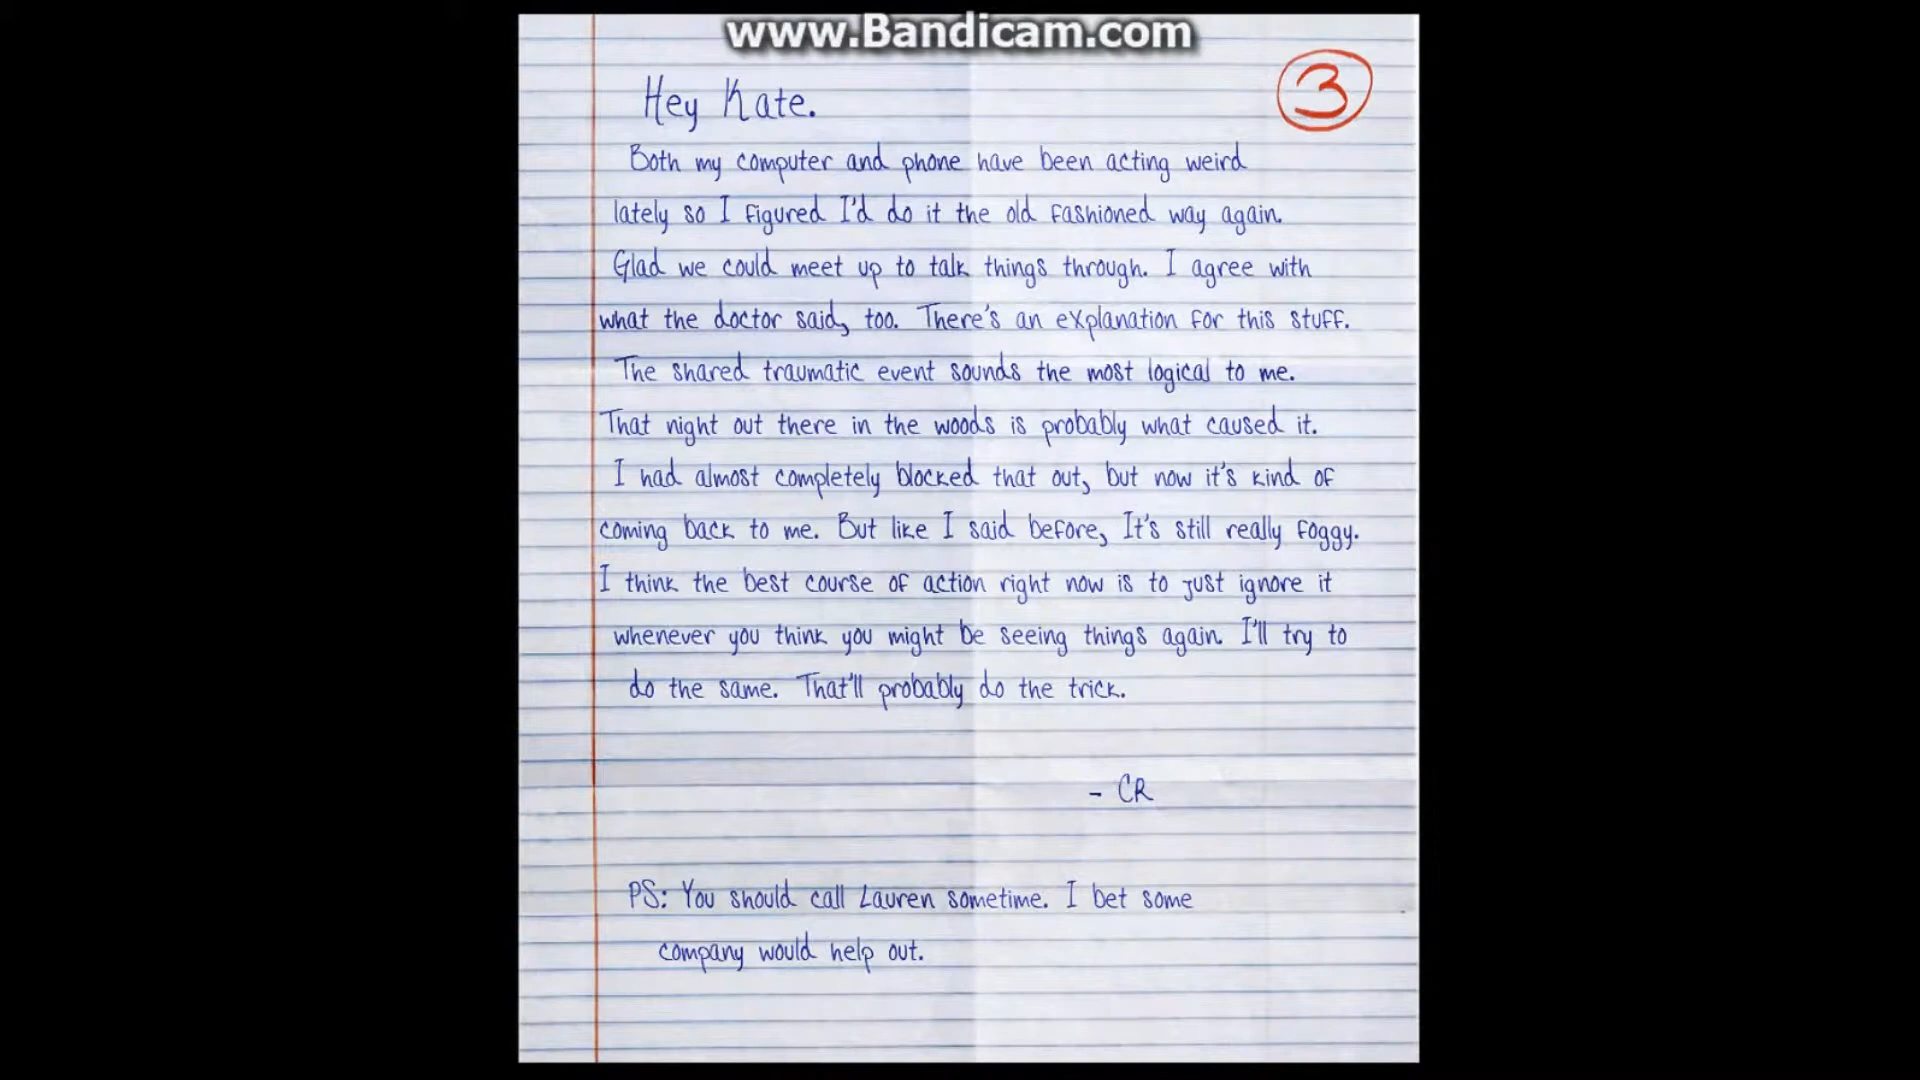 www.Bandicam.com
3
Hey Kate.
Both my computer and phone have been acting weird
lately so I figured I'd do it the old fashioned way again.
Glad we could meet up to talk things through. I agree with
what the doctor said, too. There's an explanation for this stuff.
The shared traumatic event sounds the most logical to me.
That night out there in the woods is probably what caused it.
I had almost completely blocked that out, but now it's kind of
coming back to me. But like I said before, It's still really foggy.
I think the best course of action right now is to just ignore it
whenever you think you might be seeing things again. I'll try to
do the same. That'll probably do the trick.
- CR
PS: You should call Lauren sometime. I bet some
company would help out.